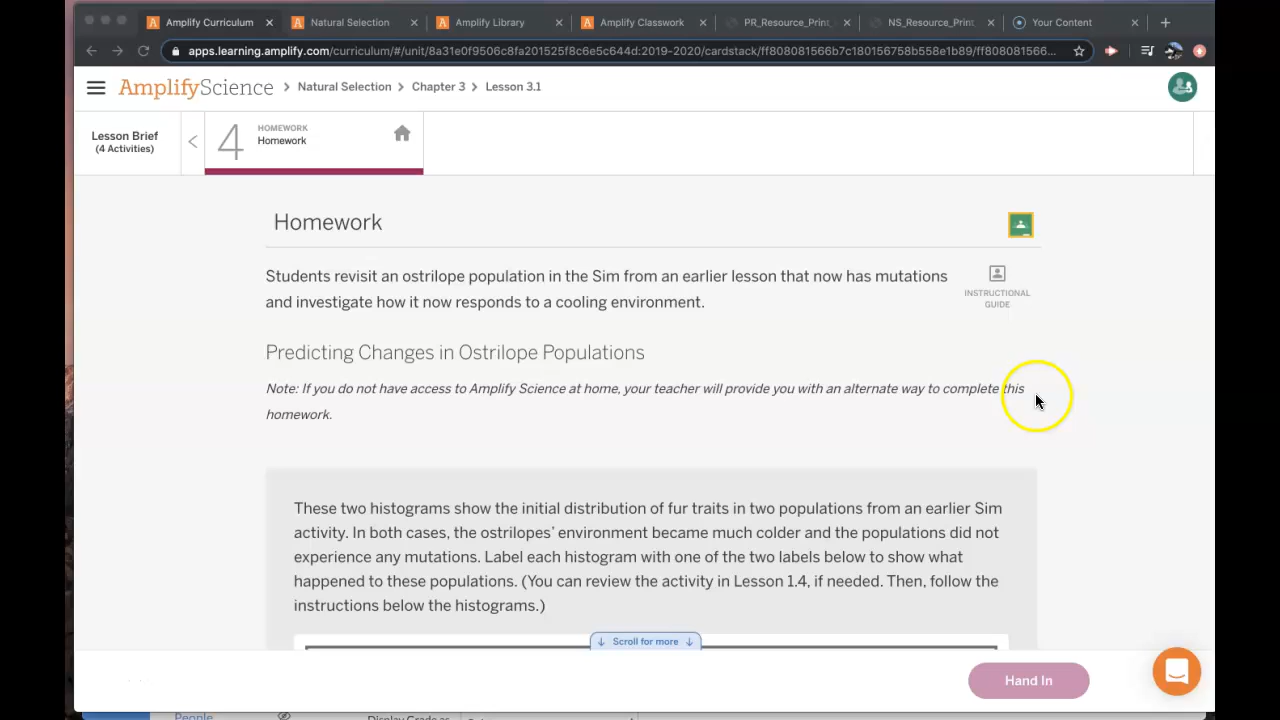 Amplify Curriculum × Natural Selection × Amplify Library × Amplify Classwork × PR_Resource_Print_ × NS_Resource_Print × Your Content × +
apps.learning.amplify.com/curriculum/#/unit/8a31e0f9506c8fa201525f8c6e5c644d:2019-2020/cardstack/ff808081566b7c180156758b558e1b89/ff808081566...
AmplifyScience > Natural Selection > Chapter 3 > Lesson 3.1
Lesson Brief
(4 Activities)
4
HOMEWORK
Homework
Homework
Students revisit an ostrilope population in the Sim from an earlier lesson that now has mutations
and investigate how it now responds to a cooling environment.
INSTRUCTIONAL
GUIDE
Predicting Changes in Ostrilope Populations
Note: If you do not have access to Amplify Science at home, your teacher will provide you with an alternate way to complete this
homework.
These two histograms show the initial distribution of fur traits in two populations from an earlier Sim
activity. In both cases, the ostrilopes’ environment became much colder and the populations did not
experience any mutations. Label each histogram with one of the two labels below to show what
happened to these populations. (You can review the activity in Lesson 1.4, if needed. Then, follow the
instructions below the histograms.)
↓ Scroll for more ↓
Hand In
People
Display Grade as